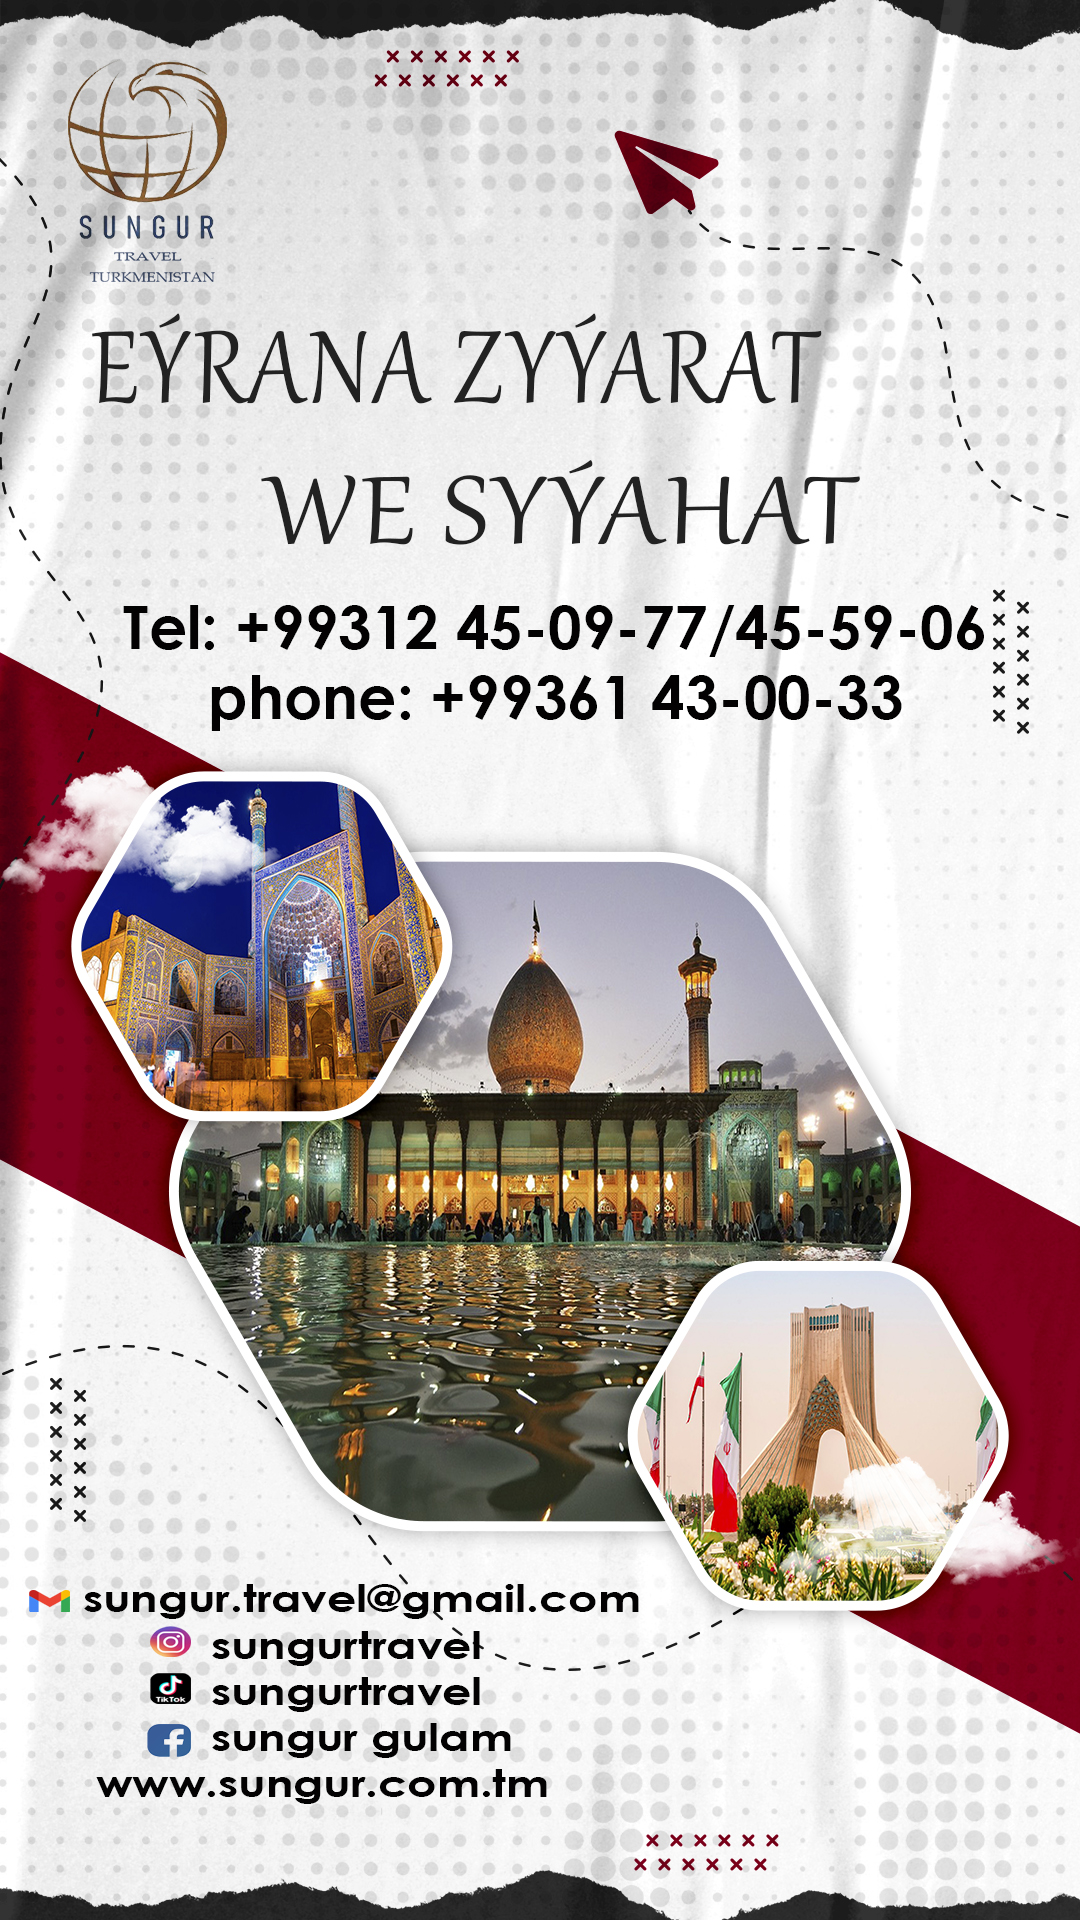 SUNGUR
TRAVEL
TURKMENISTAN
EÝRANA ZYÝARAT
WE SYÝAHAT
Tel: +99312 45-09-77/45-59-06
phone: +99361 43-00-33
sungur.travel@gmail.com
sungurtravel
TikTok
sungurtravel
sungur gulam
www.sungur.com.tm